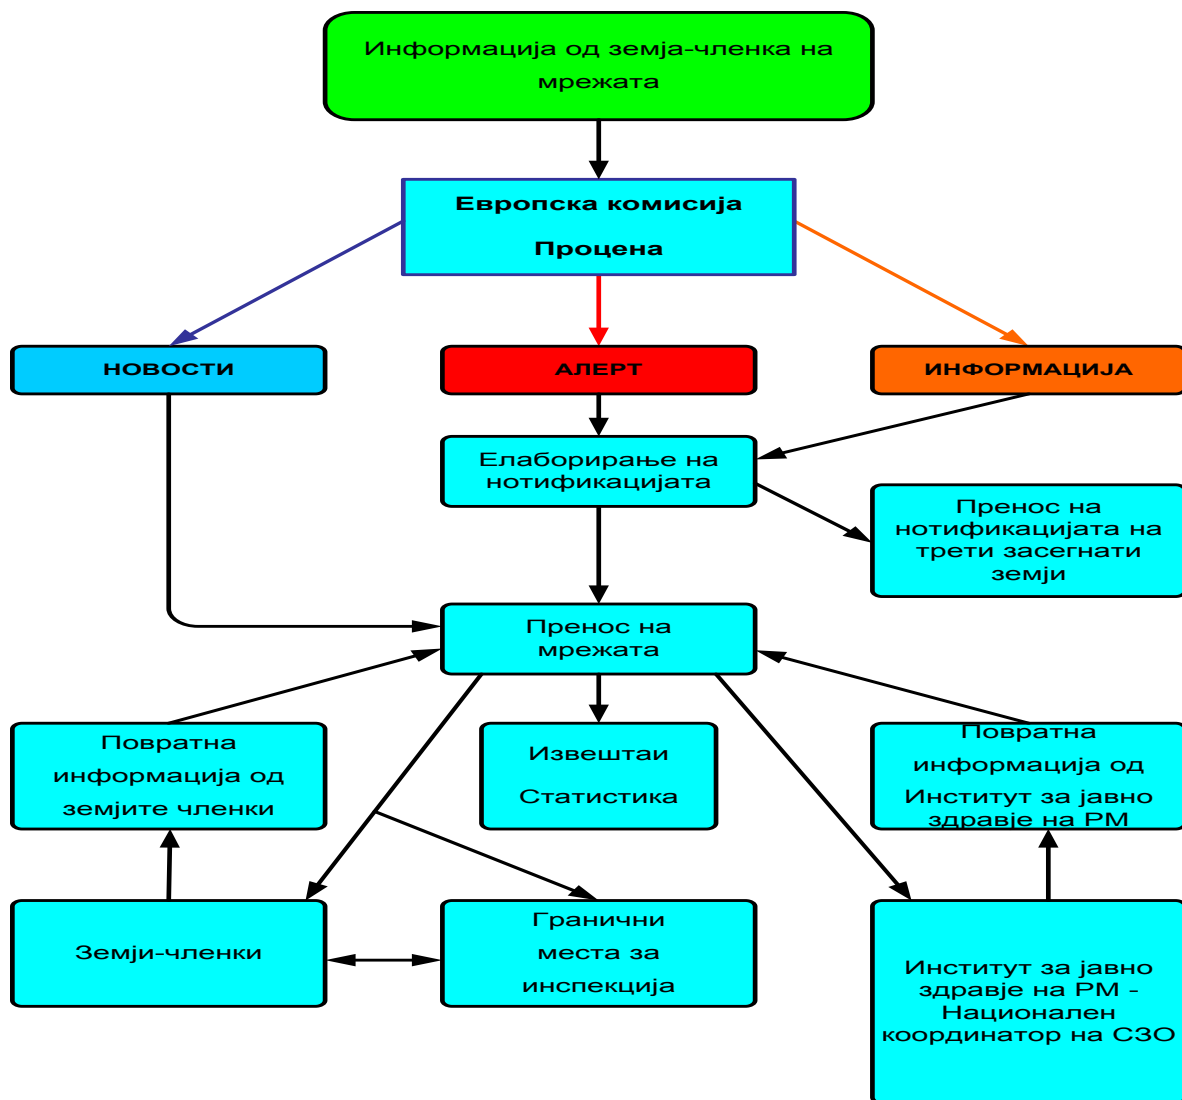 Информација од земја-членка на
мрежата
Европска комисија
Процена
НОВОСТИ
АЛЕРТ
ИНФОРМАЦИЈА
Елаборирање на
нотификацијата
Пренос на
нотификацијата на
трети засегнати
земји
Пренос на
мрежата
Повратна
информација од
земјите членки
Извештаи
Статистика
Повратна
информација од
Институт за јавно
здравје на РМ
Земји-членки
Гранични
места за
инспекција
Институт за јавно
здравје на РМ -
Национален
координатор на СЗО